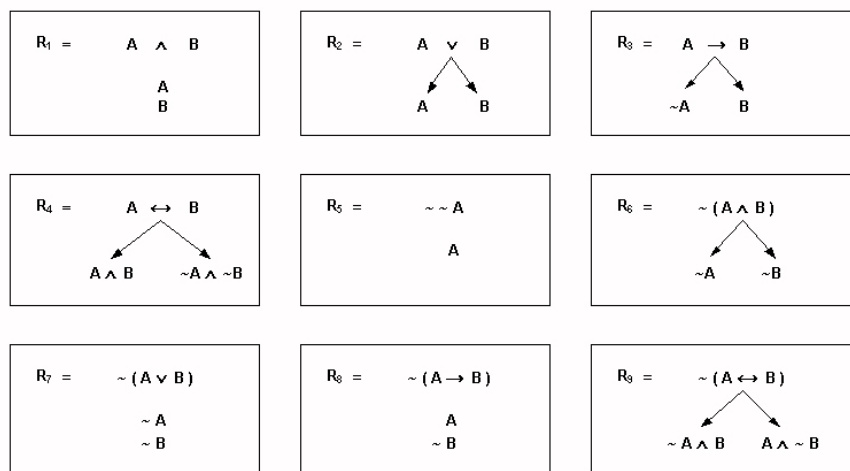 R₁ = A ∧ B
A
B
R₂ = A ∨ B
A B
R₃ = A → B
~A B
R₄ = A ↔ B
A ∧ B ~A ∧ ~B
R₅ = ~ ~ A
A
R₆ = ~ ( A ∧ B )
~A ~B
R₇ = ~ ( A ∨ B )
~ A
~ B
R₈ = ~ ( A → B )
A
~ B
R₉ = ~ ( A ↔ B )
~ A ∧ B A ∧ ~ B